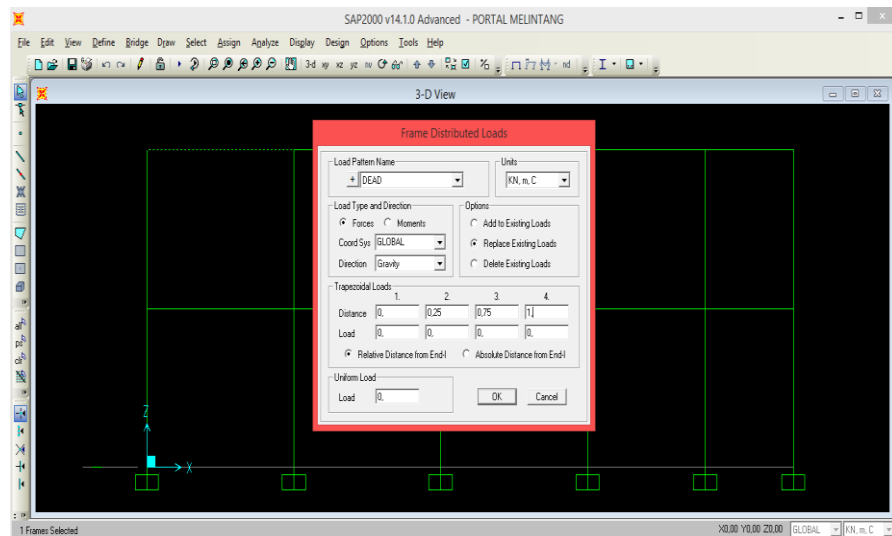 SAP2000 v14.1.0 Advanced - PORTAL MELINTANG
File Edit View Define Bridge Draw Select Assign Analyze Display Design Options Tools Help
3-d xy xz yz nv
nd
3-D View
Frame Distributed Loads
Load Pattern Name
+ DEAD
Units
KN, m, C
Load Type and Direction
Forces Moments
Coord Sys GLOBAL
Direction Gravity
Options
Add to Existing Loads
Replace Existing Loads
Delete Existing Loads
Trapezoidal Loads
1. 2. 3. 4.
Distance 0, 0,25 0,75 1,
Load 0, 0, 0, 0,
Relative Distance from End-I Absolute Distance from End-I
Uniform Load
Load 0,
OK Cancel
Z
X
all
ps
clr
1 Frames Selected
X0,00 Y0,00 Z0,00 GLOBAL KN, m, C